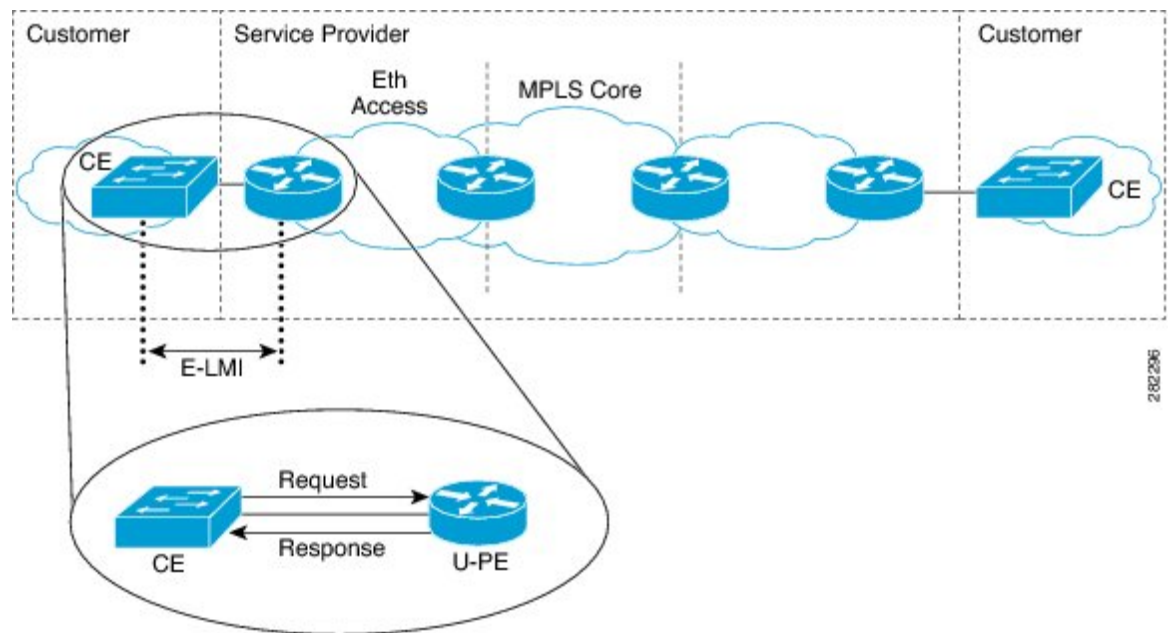 Customer
Service Provider
Customer
Eth
Access
MPLS Core
CE
CE
E-LMI
282296
Request
Response
CE
U-PE